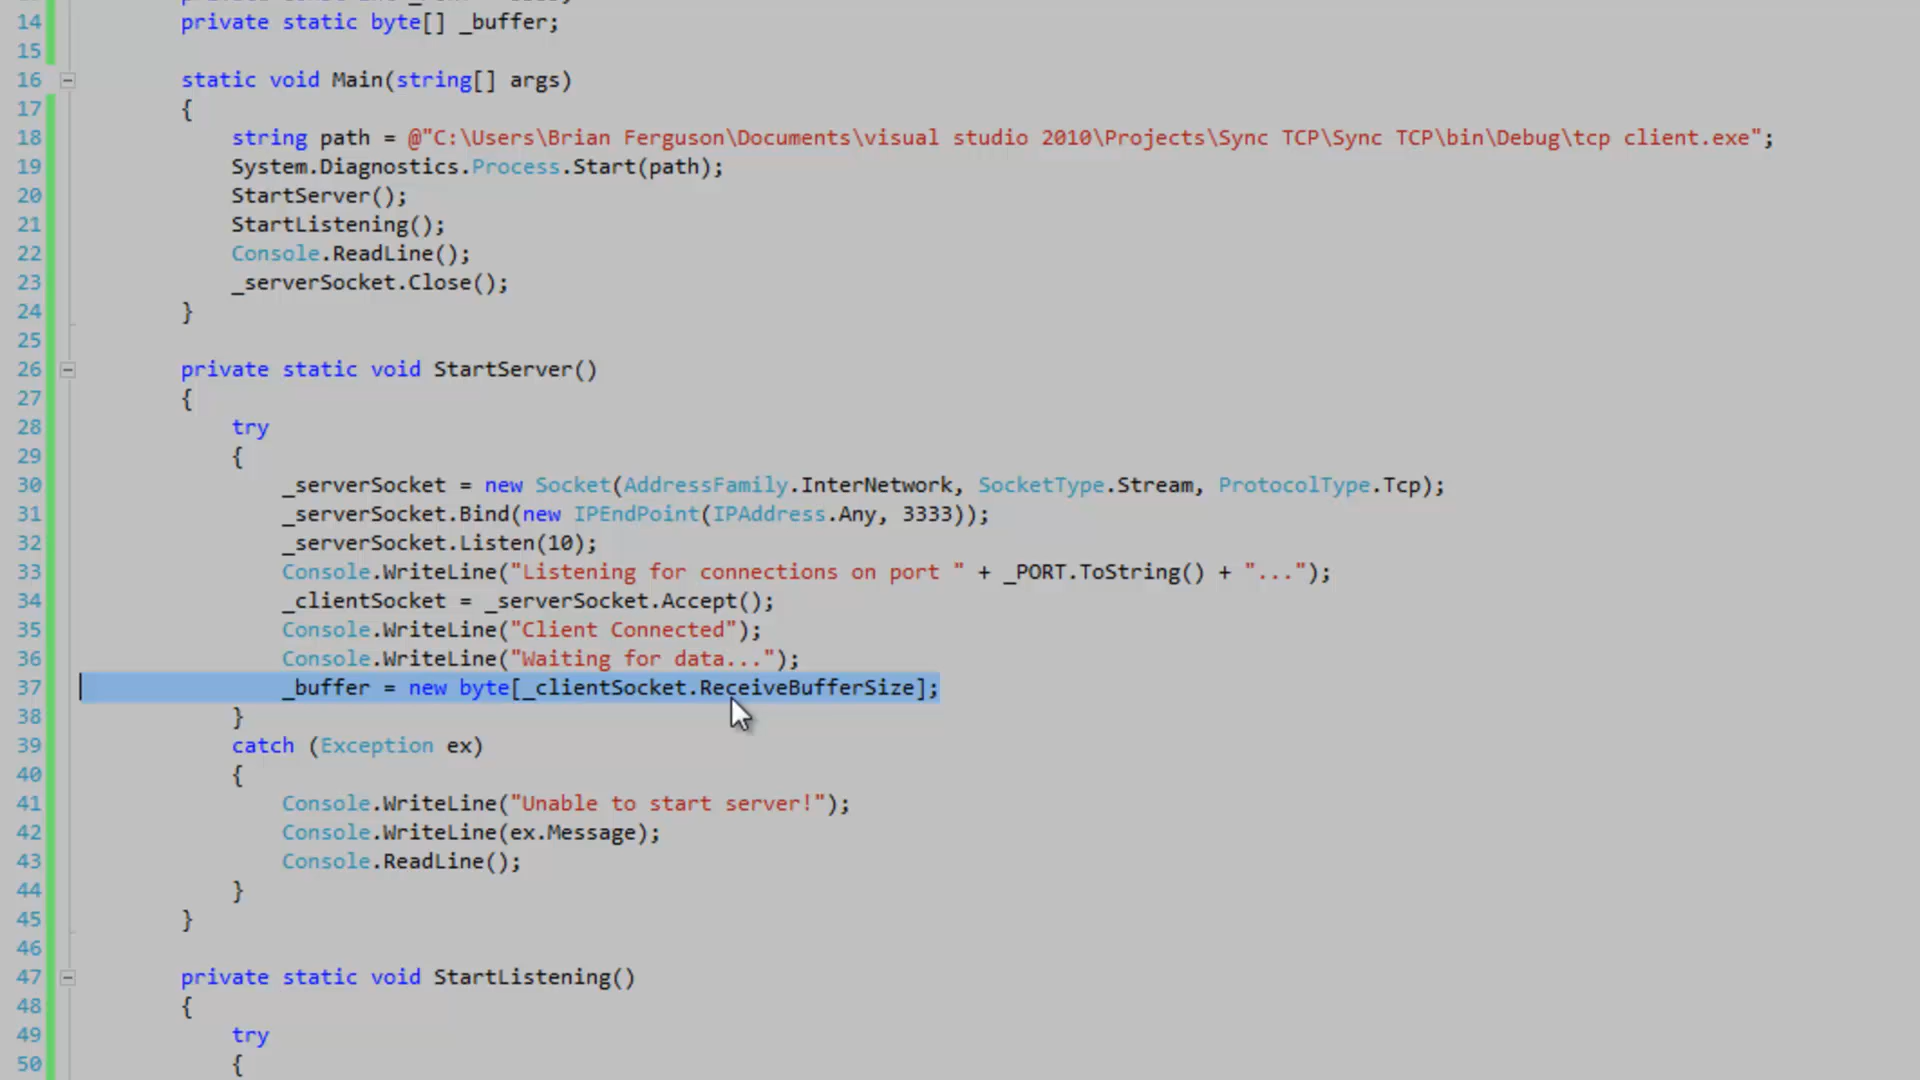 14 private static byte[] _buffer;
15
16 static void Main(string[] args)
17 {
18 string path = @"C:\Users\Brian Ferguson\Documents\visual studio 2010\Projects\Sync TCP\Sync TCP\bin\Debug\tcp client.exe";
19 System.Diagnostics.Process.Start(path);
20 StartServer();
21 StartListening();
22 Console.ReadLine();
23 _serverSocket.Close();
24 }
25
26 private static void StartServer()
27 {
28 try
29 {
30 _serverSocket = new Socket(AddressFamily.InterNetwork, SocketType.Stream, ProtocolType.Tcp);
31 _serverSocket.Bind(new IPEndPoint(IPAddress.Any, 3333));
32 _serverSocket.Listen(10);
33 Console.WriteLine("Listening for connections on port " + _PORT.ToString() + "...");
34 _clientSocket = _serverSocket.Accept();
35 Console.WriteLine("Client Connected");
36 Console.WriteLine("Waiting for data...");
37 _buffer = new byte[_clientSocket.ReceiveBufferSize];
38 }
39 catch (Exception ex)
40 {
41 Console.WriteLine("Unable to start server!");
42 Console.WriteLine(ex.Message);
43 Console.ReadLine();
44 }
45 }
46
47 private static void StartListening()
48 {
49 try
50 {